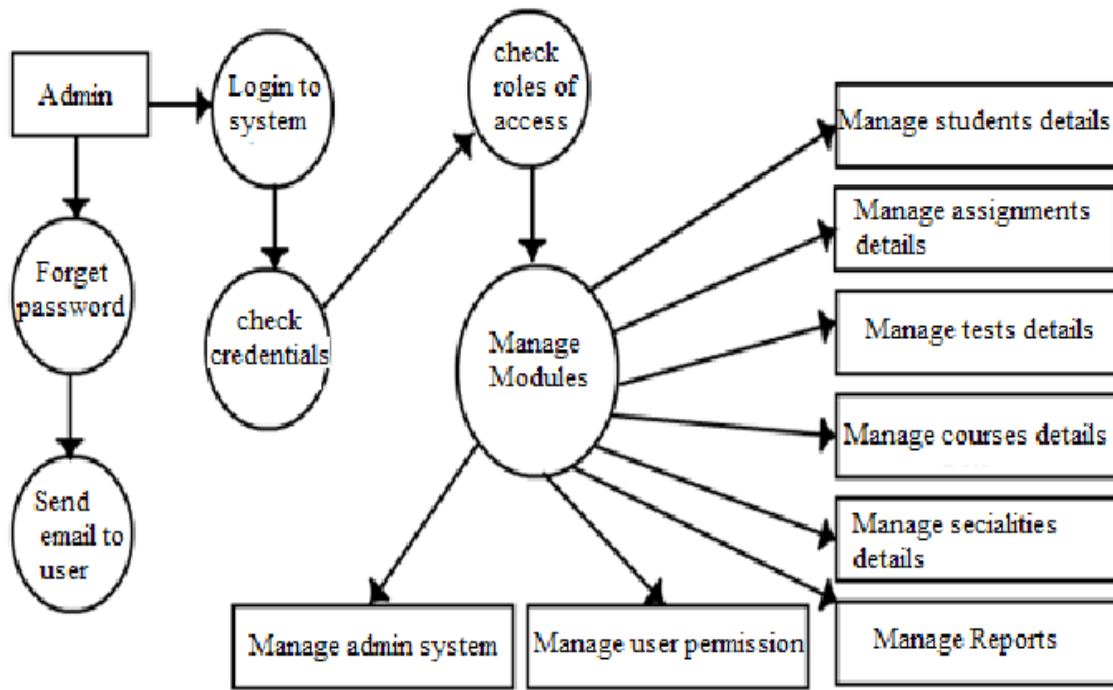 Admin
Login to
system
check
roles of
access
Forget
password
check
credentials
Send
email to
user
Manage
Modules
Manage students details
Manage assignments
details
Manage tests details
Manage courses details
Manage secialities
details
Manage Reports
Manage admin system
Manage user permission